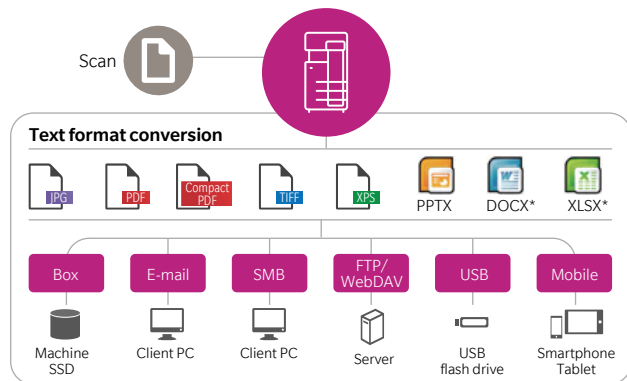 Scan
Text format conversion
JPG
PDF
Compact
PDF
TIFF
XPS
PPTX
DOCX*
XLSX*
Box
E-mail
SMB
FTP/
WebDAV
USB
Mobile
Machine
SSD
Client PC
Client PC
Server
USB
flash drive
Smartphone
Tablet